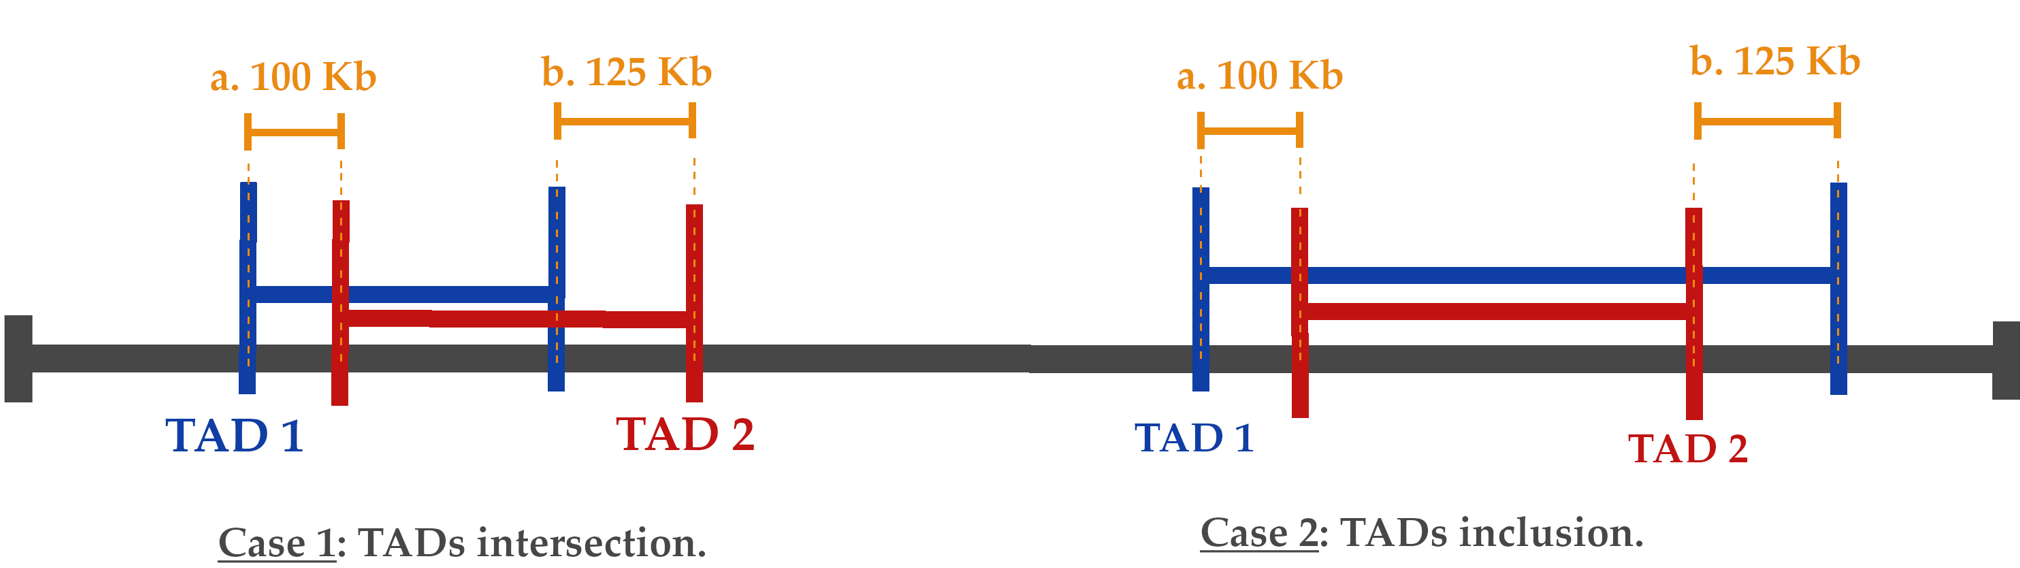 a. 100 Kb
b. 125 Kb
TAD 1
TAD 2
Case 1: TADs intersection.
a. 100 Kb
b. 125 Kb
TAD 1
TAD 2
Case 2: TADs inclusion.